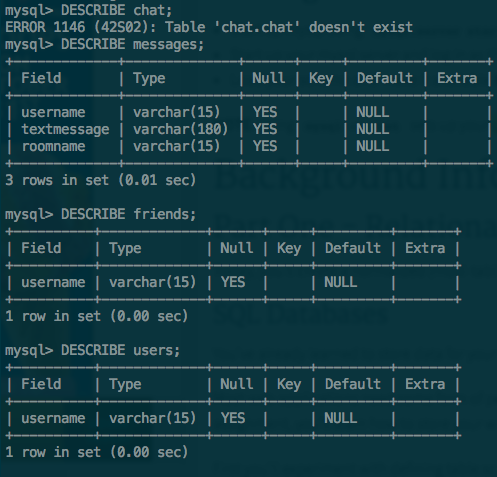 mysql> DESCRIBE chat;
ERROR 1146 (42S02): Table 'chat.chat' doesn't exist
mysql> DESCRIBE messages;
+-------------+--------------+------+-----+---------+-------+
| Field       | Type         | Null | Key | Default | Extra |
+-------------+--------------+------+-----+---------+-------+
| username    | varchar(15)  | YES  |     | NULL    |       |
| textmessage | varchar(180) | YES  |     | NULL    |       |
| roomname    | varchar(15)  | YES  |     | NULL    |       |
+-------------+--------------+------+-----+---------+-------+
3 rows in set (0.01 sec)
mysql> DESCRIBE friends;
+----------+-------------+------+-----+---------+-------+
| Field    | Type        | Null | Key | Default | Extra |
+----------+-------------+------+-----+---------+-------+
| username | varchar(15) | YES  |     | NULL    |       |
+----------+-------------+------+-----+---------+-------+
1 row in set (0.00 sec)
mysql> DESCRIBE users;
+----------+-------------+------+-----+---------+-------+
| Field    | Type        | Null | Key | Default | Extra |
+----------+-------------+------+-----+---------+-------+
| username | varchar(15) | YES  |     | NULL    |       |
+----------+-------------+------+-----+---------+-------+
1 row in set (0.00 sec)